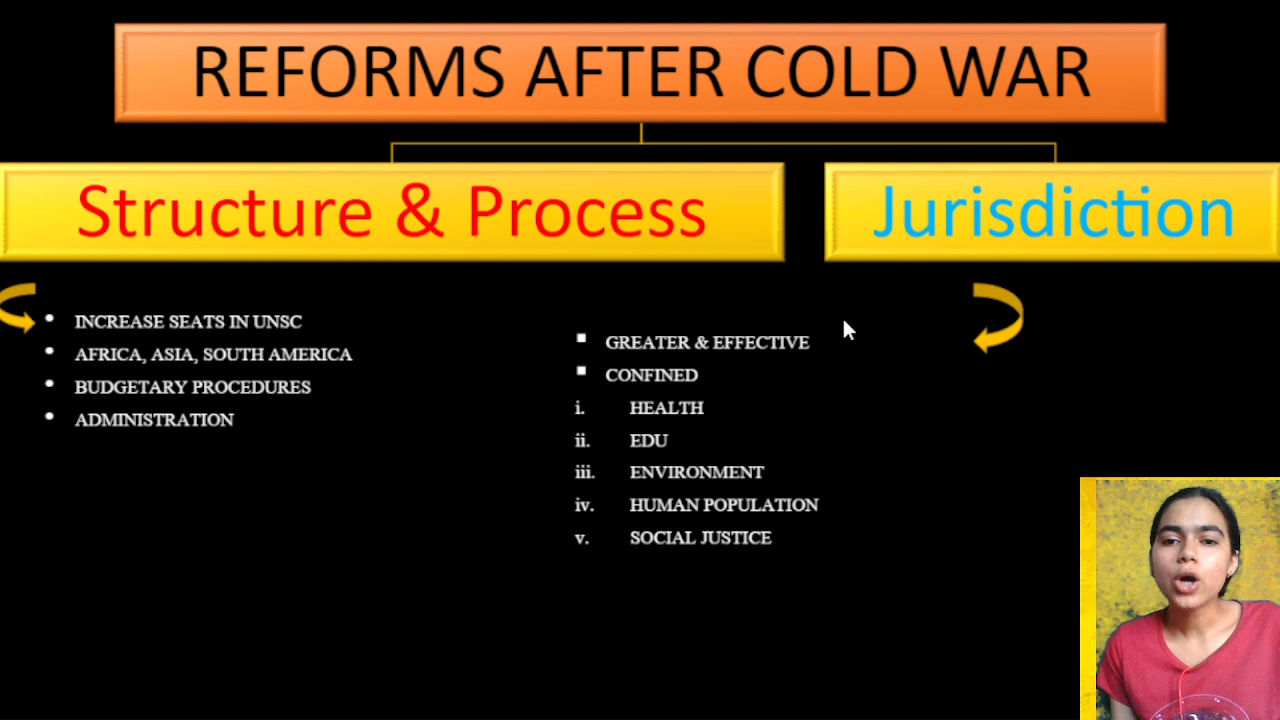 REFORMS AFTER COLD WAR
Structure & Process
Jurisdiction
• INCREASE SEATS IN UNSC
• AFRICA, ASIA, SOUTH AMERICA
• BUDGETARY PROCEDURES
• ADMINISTRATION
▪ GREATER & EFFECTIVE
▪ CONFINED
i. HEALTH
ii. EDU
iii. ENVIRONMENT
iv. HUMAN POPULATION
v. SOCIAL JUSTICE